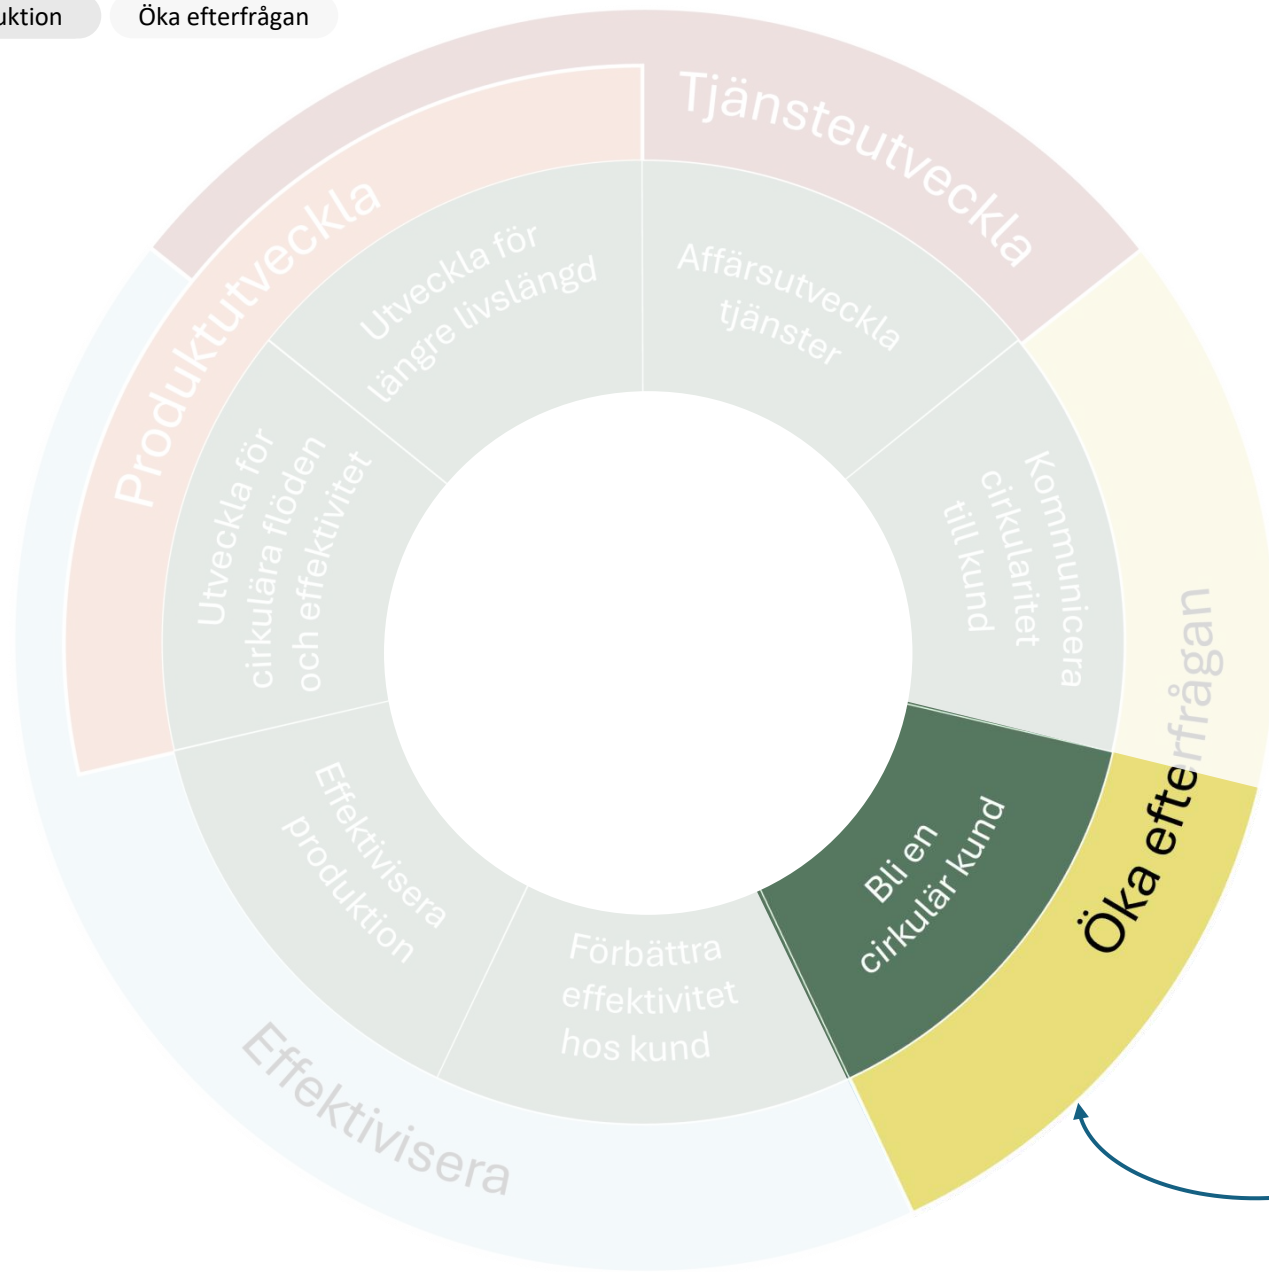 uktion
Öka efterfrågan
Tjänsteutveckla
Produktutveckla
Utveckla för
längre livslängd
Affärsutveckla
tjänster
Utveckla för
cirkulära flöden
och effektivitet
Kommunicera
cirkularitet
till kund
Öka efterfrågan
Bli en
cirkulär kund
Effektivisera
produktion
Förbättra
effektivitet
hos kund
Effektivisera